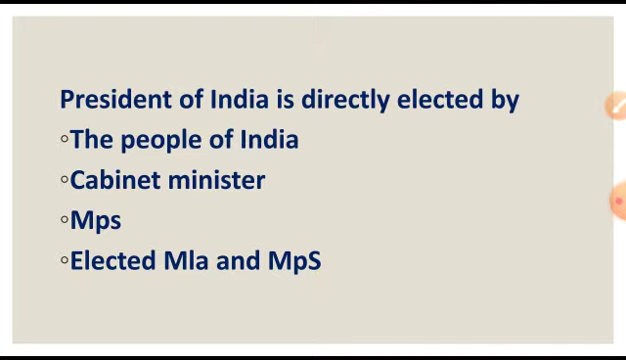 President of India is directly elected by
◦The people of India
◦Cabinet minister
◦Mps
◦Elected Mla and MpS